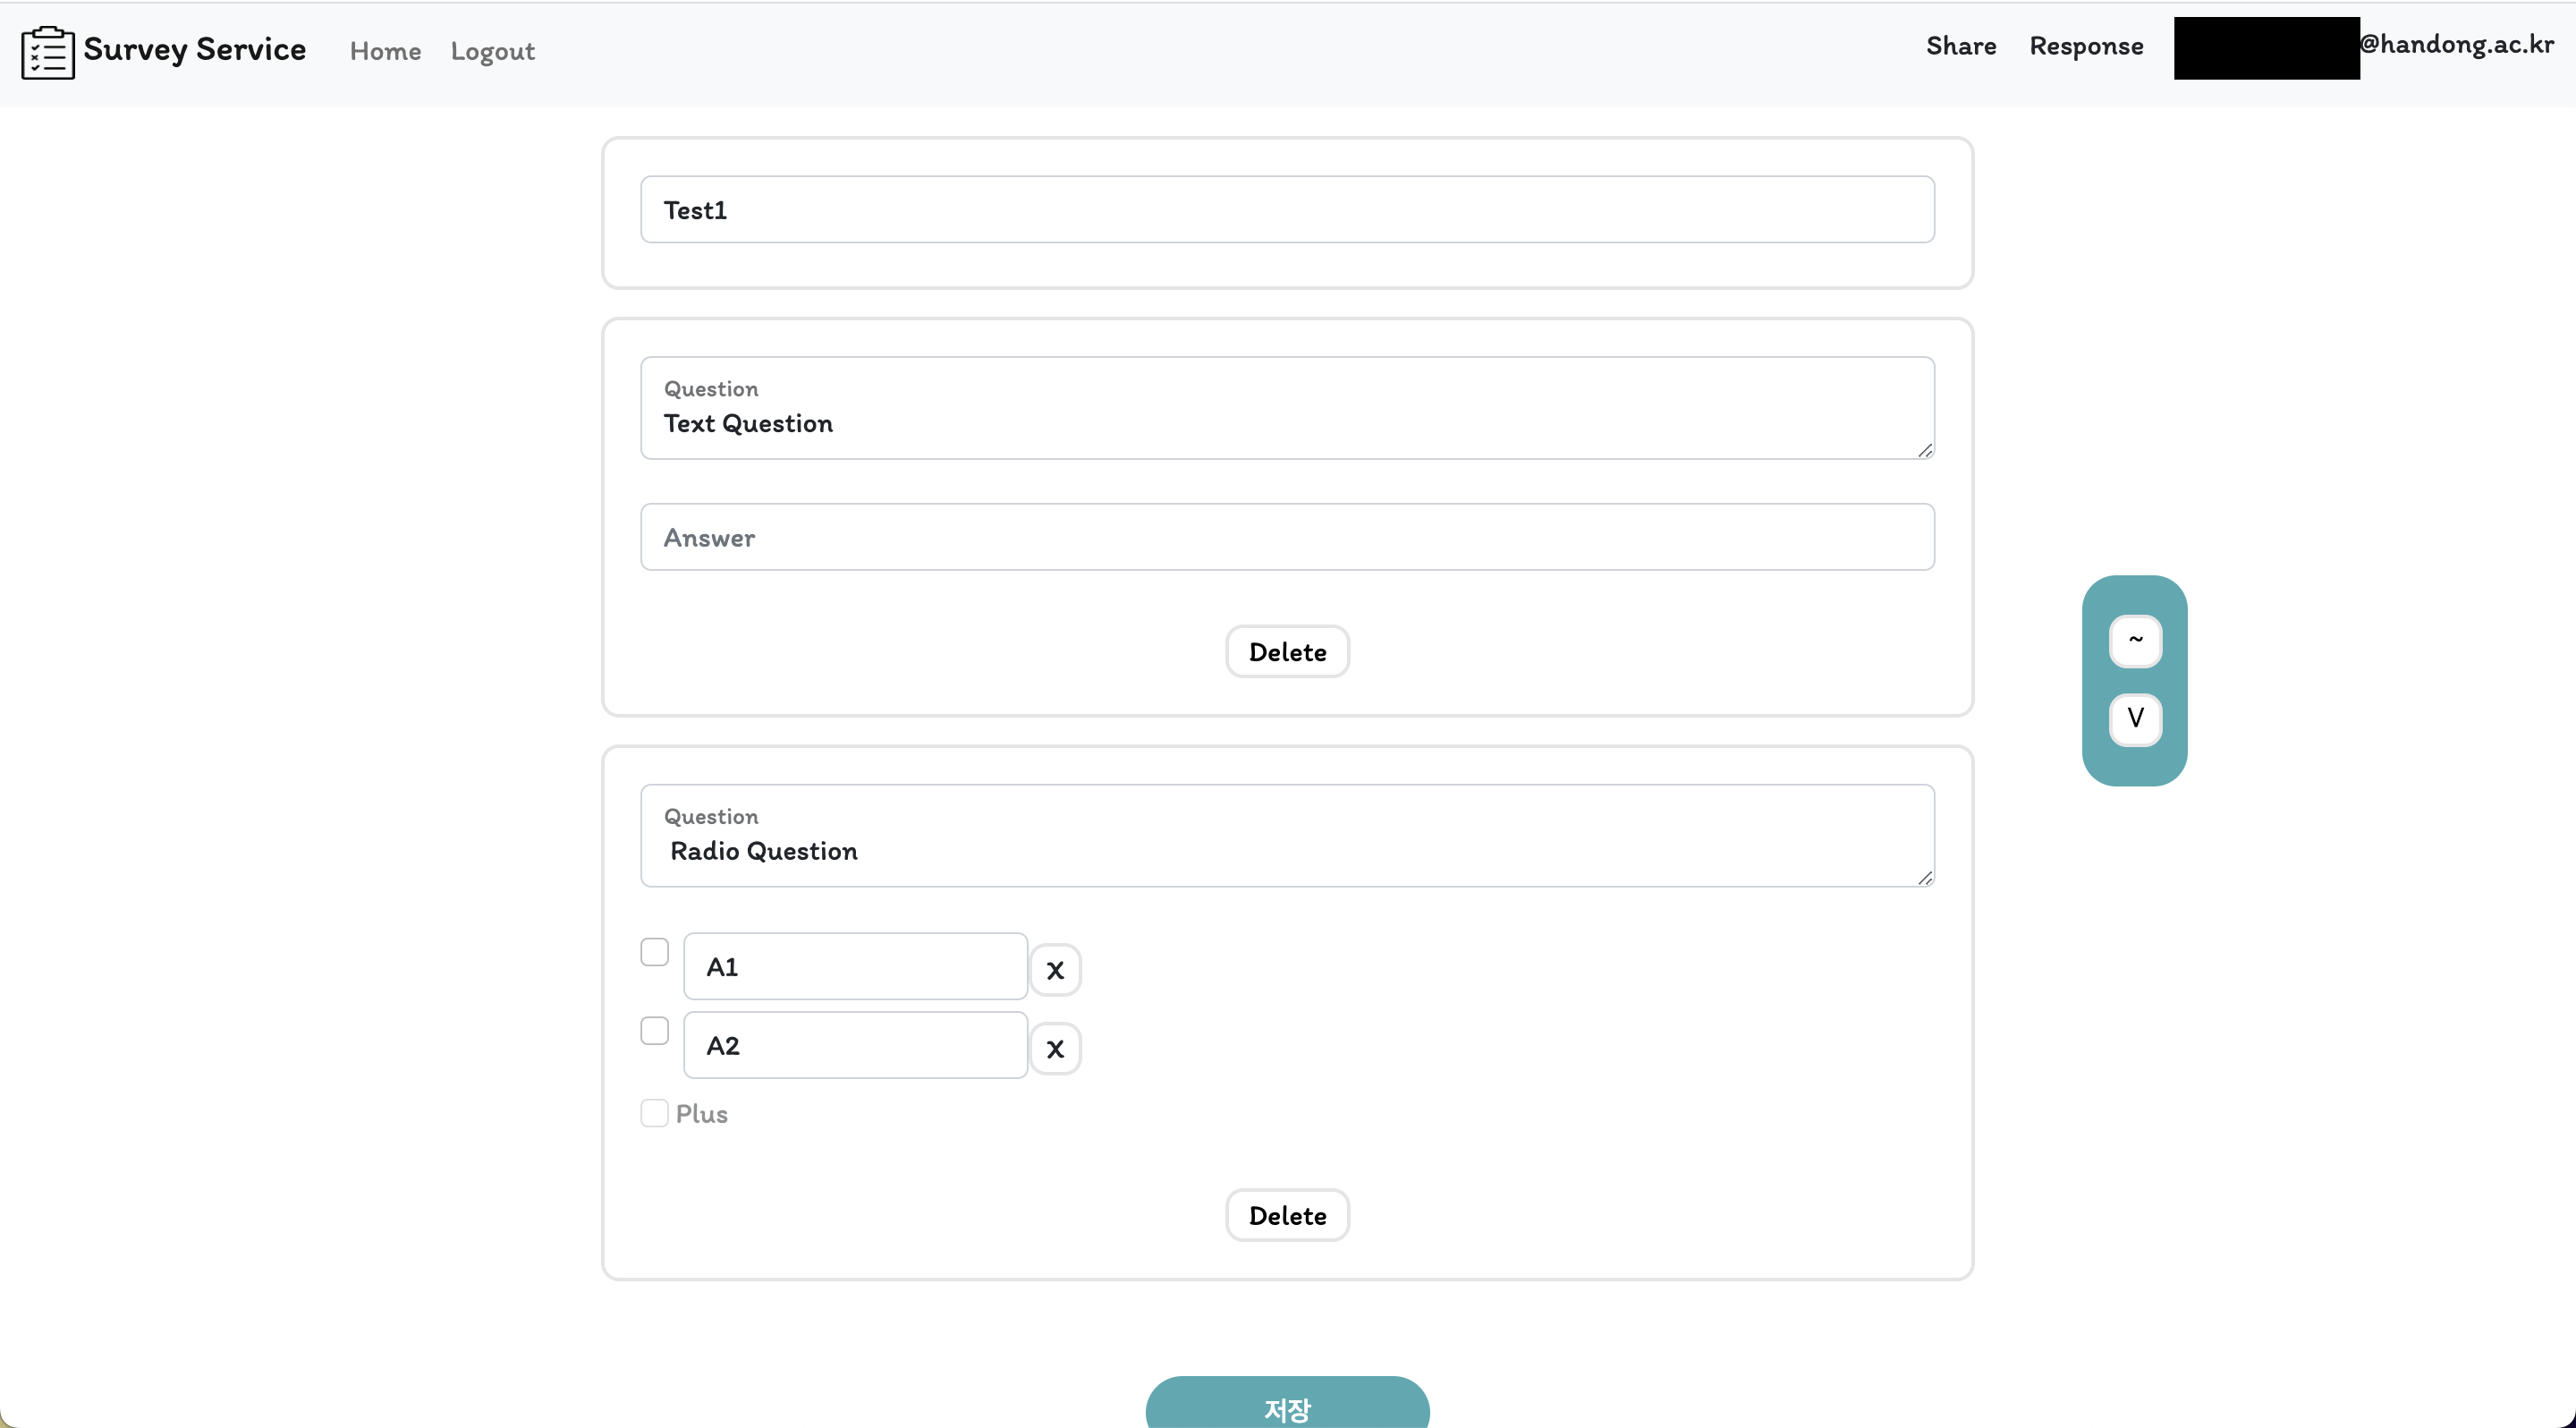 Survey Service Home Logout Share Response @handong.ac.kr
Test1
Question
Text Question
Answer
Delete
~
V
Question
Radio Question
A1 X
A2 X
Plus
Delete
저장